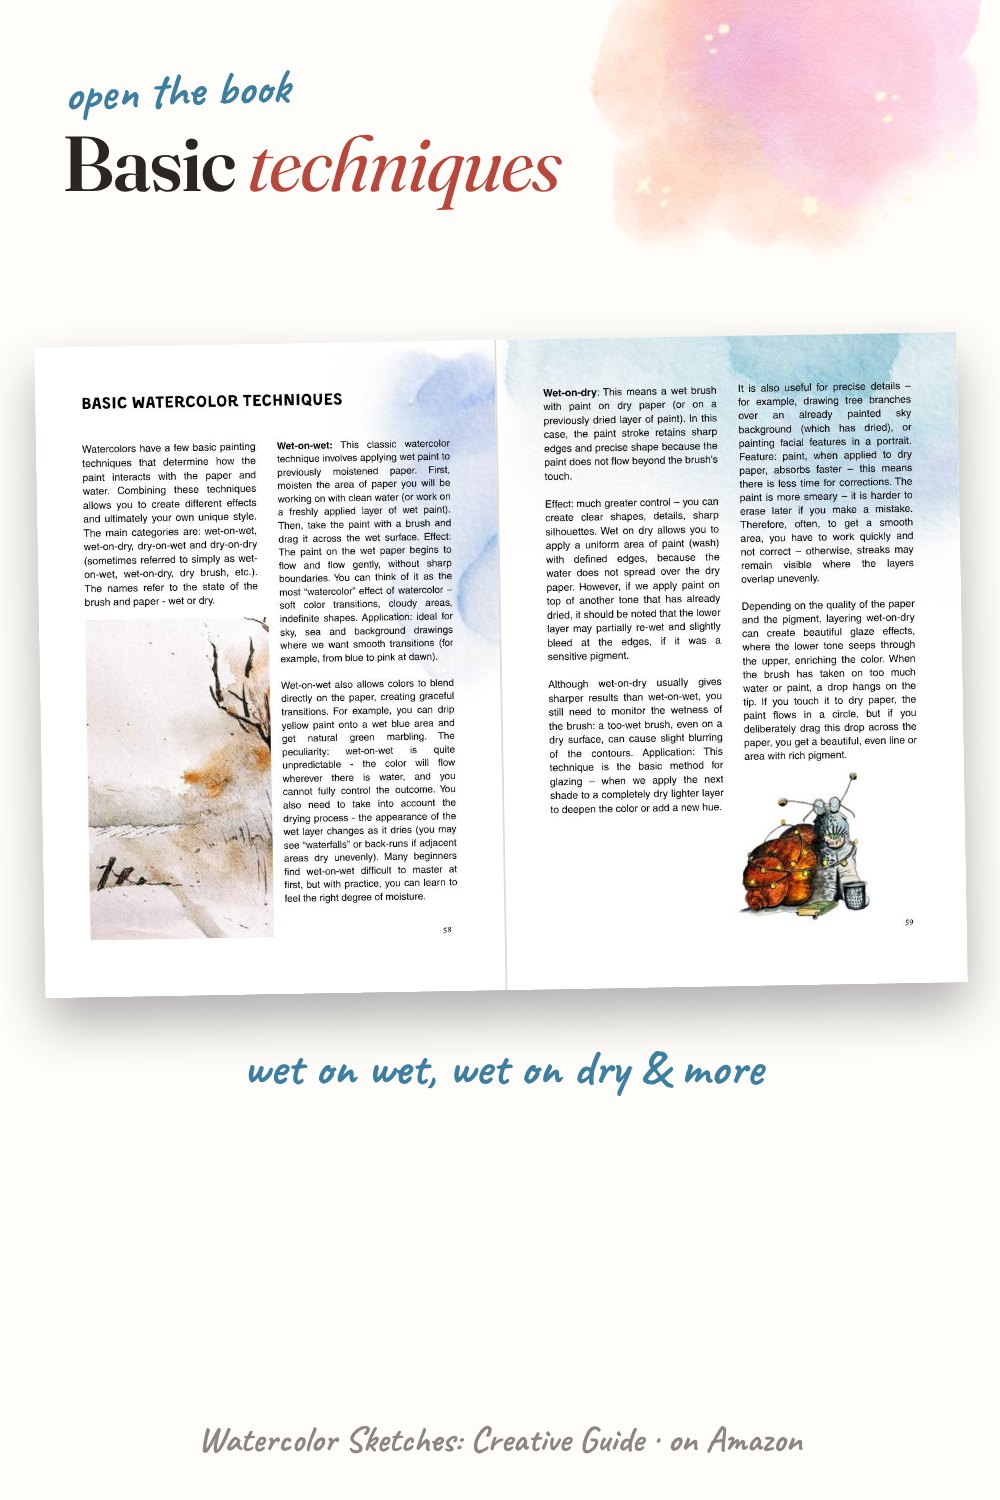 open the book
Basic techniques
BASIC WATERCOLOR TECHNIQUES
Watercolors have a few basic painting
techniques that determine how the
paint interacts with the paper and
water. Combining these techniques
allows you to create different effects
and ultimately your own unique style.
The main categories are: wet-on-wet,
wet-on-dry, dry-on-wet and dry-on-dry
(sometimes referred to simply as wet-
on-wet, wet-on-dry, dry brush, etc.).
The names refer to the state of the
brush and paper - wet or dry.
Wet-on-wet: This classic watercolor
technique involves applying wet paint to
previously moistened paper. First,
moisten the area of paper you will be
working on with clean water (or work on
a freshly applied layer of wet paint).
Then, take the paint with a brush and
drag it across the wet surface. Effect:
The paint on the wet paper begins to
flow and flow gently, without sharp
boundaries. You can think of it as the
most “watercolor” effect of watercolor –
soft color transitions, cloudy areas,
indefinite shapes. Application: ideal for
sky, sea and background drawings
where we want smooth transitions (for
example, from blue to pink at dawn).
Wet-on-wet also allows colors to blend
directly on the paper, creating graceful
transitions. For example, you can drip
yellow paint onto a wet blue area and
get natural green marbling. The
peculiarity: wet-on-wet is quite
unpredictable - the color will flow
wherever there is water, and you
cannot fully control the outcome. You
also need to take into account the
drying process - the appearance of the
wet layer changes as it dries (you may
see “waterfalls” or back-runs if adjacent
areas dry unevenly). Many beginners
find wet-on-wet difficult to master at
first, but with practice, you can learn to
feel the right degree of moisture.
58
Wet-on-dry: This means a wet brush
with paint on dry paper (or on a
previously dried layer of paint). In this
case, the paint stroke retains sharp
edges and precise shape because the
paint does not flow beyond the brush's
touch.
Effect: much greater control – you can
create clear shapes, details, sharp
silhouettes. Wet on dry allows you to
apply a uniform area of paint (wash)
with defined edges, because the
water does not spread over the dry
paper. However, if we apply paint on
top of another tone that has already
dried, it should be noted that the lower
layer may partially re-wet and slightly
bleed at the edges, if it was a
sensitive pigment.
Although wet-on-dry usually gives
sharper results than wet-on-wet, you
still need to monitor the wetness of
the brush: a too-wet brush, even on a
dry surface, can cause slight blurring
of the contours. Application: This
technique is the basic method for
glazing – when we apply the next
shade to a completely dry lighter layer
to deepen the color or add a new hue.
It is also useful for precise details –
for example, drawing tree branches
over an already painted sky
background (which has dried), or
painting facial features in a portrait.
Feature: paint, when applied to dry
paper, absorbs faster – this means
there is less time for corrections. The
paint is more smeary – it is harder to
erase later if you make a mistake.
Therefore, often, to get a smooth
area, you have to work quickly and
not correct – otherwise, streaks may
remain visible where the layers
overlap unevenly.
Depending on the quality of the paper
and the pigment, layering wet-on-dry
can create beautiful glaze effects,
where the lower tone seeps through
the upper, enriching the color. When
the brush has taken on too much
water or paint, a drop hangs on the
tip. If you touch it to dry paper, the
paint flows in a circle, but if you
deliberately drag this drop across the
paper, you get a beautiful, even line or
area with rich pigment.
59
wet on wet, wet on dry & more
Watercolor Sketches: Creative Guide · on Amazon